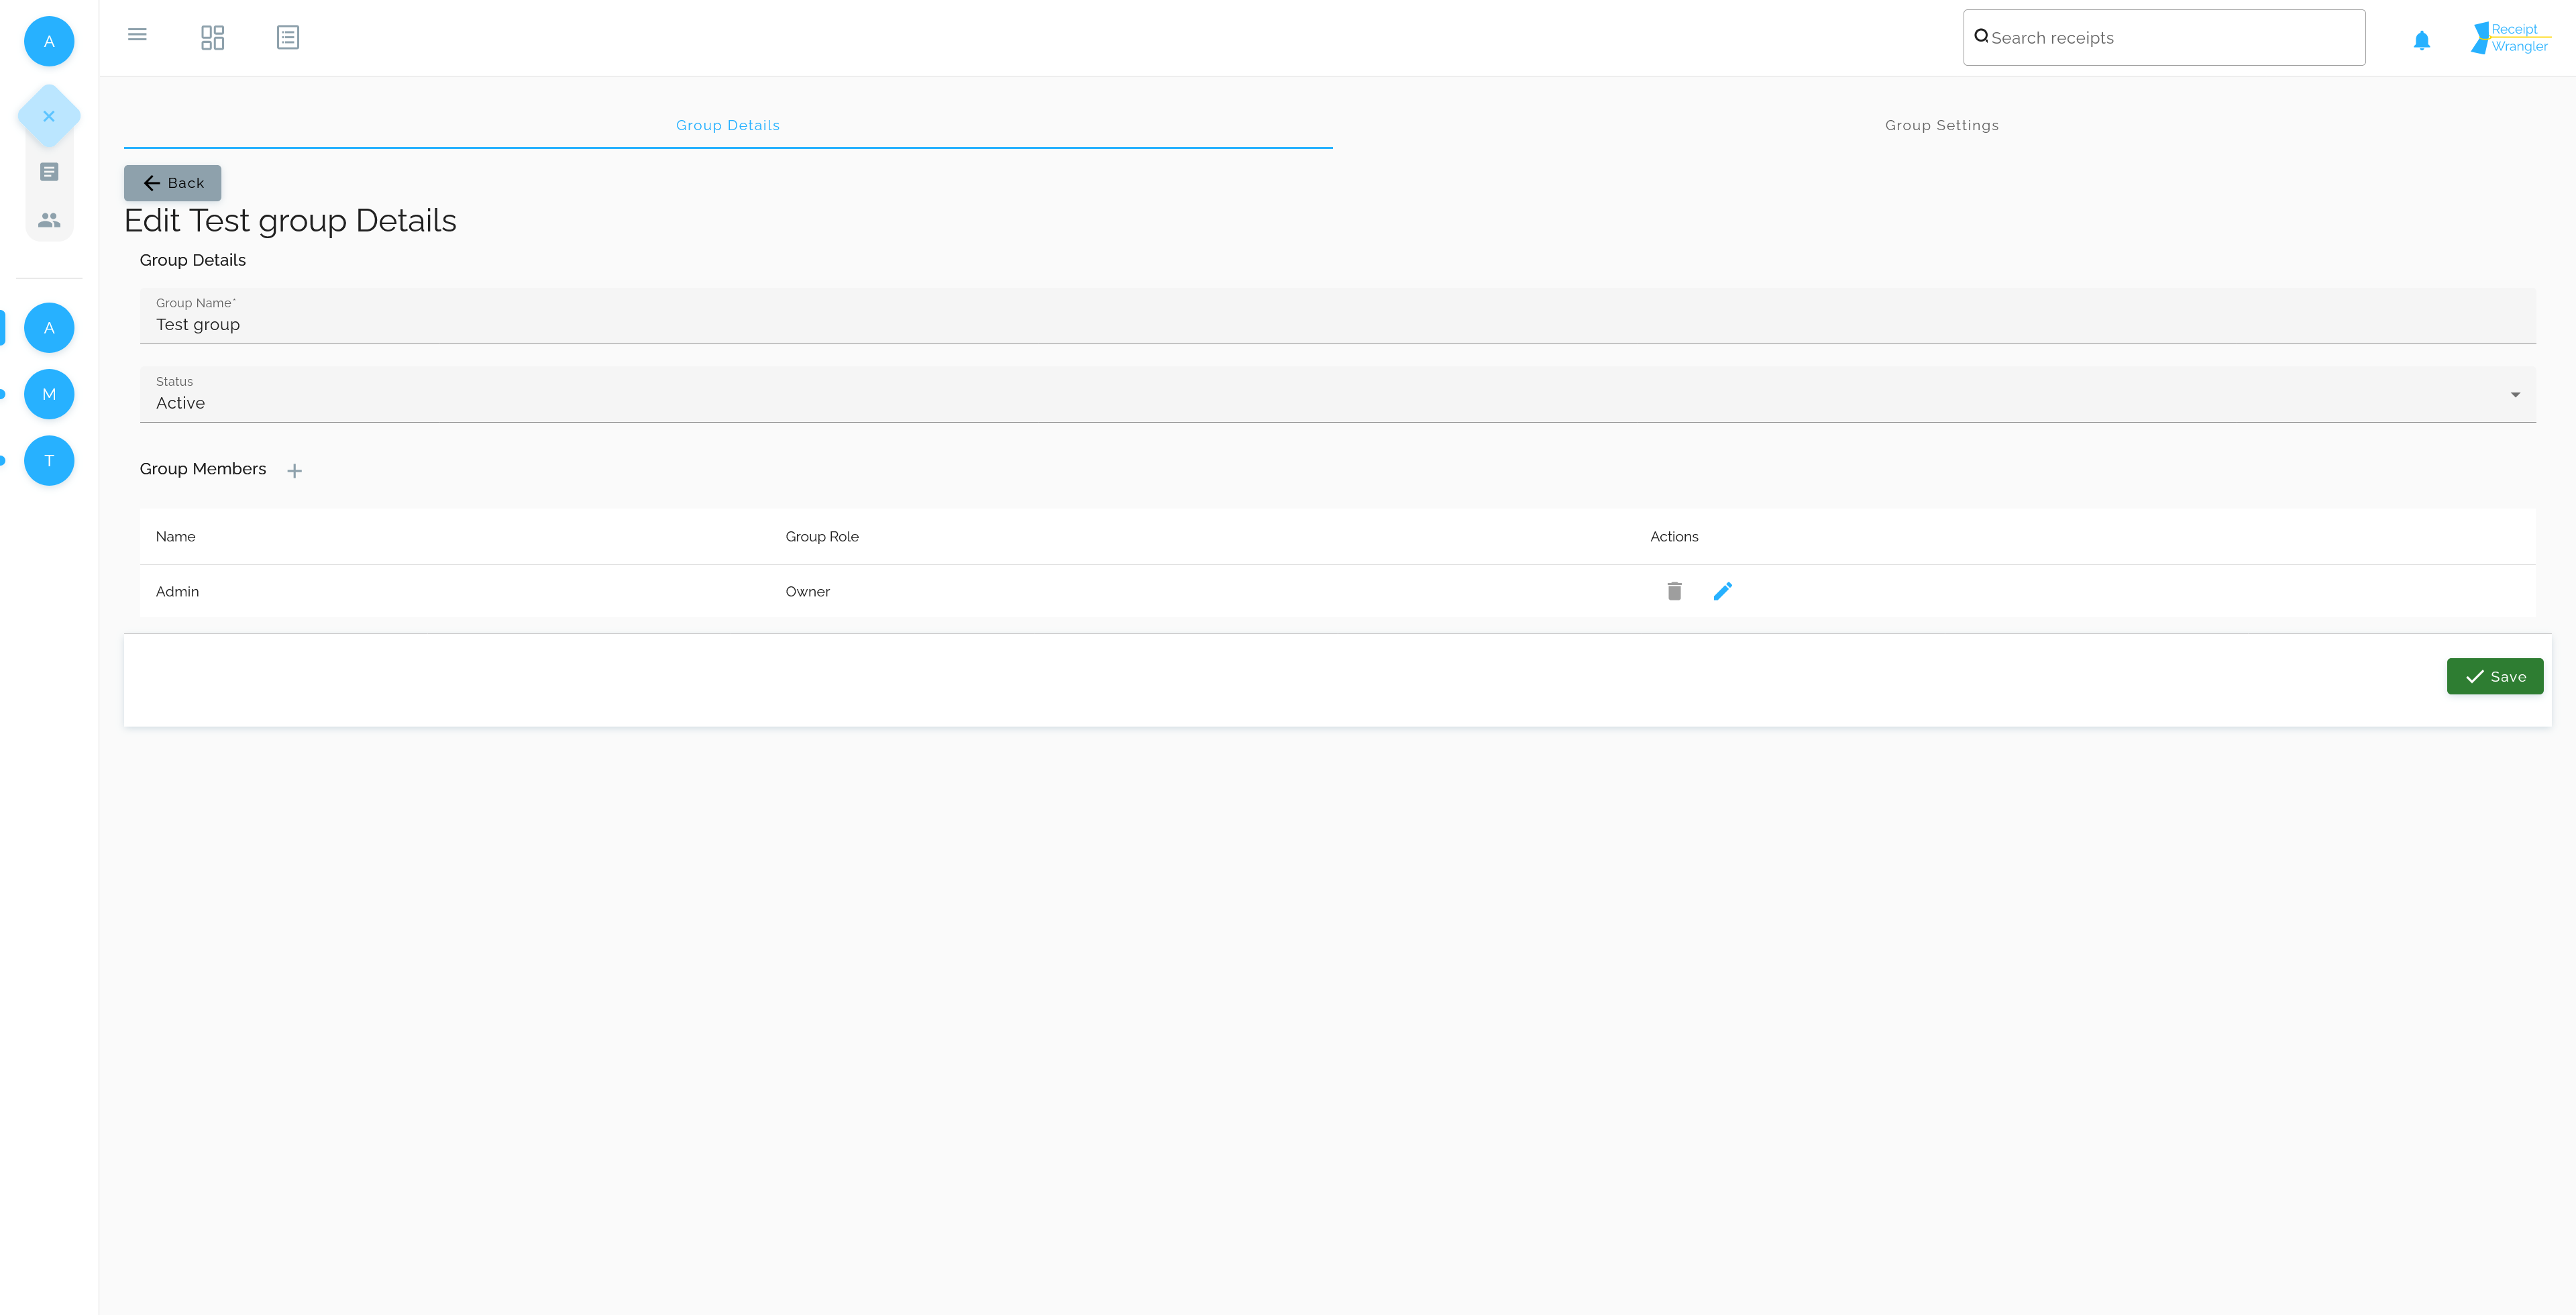 A
Search receipts
Receipt
Wrangler
Group Details
Group Settings
Back
Edit Test group Details
Group Details
Group Name*
Test group
A
Status
Active
M
T
Group Members
Name
Group Role
Actions
Admin
Owner
Save